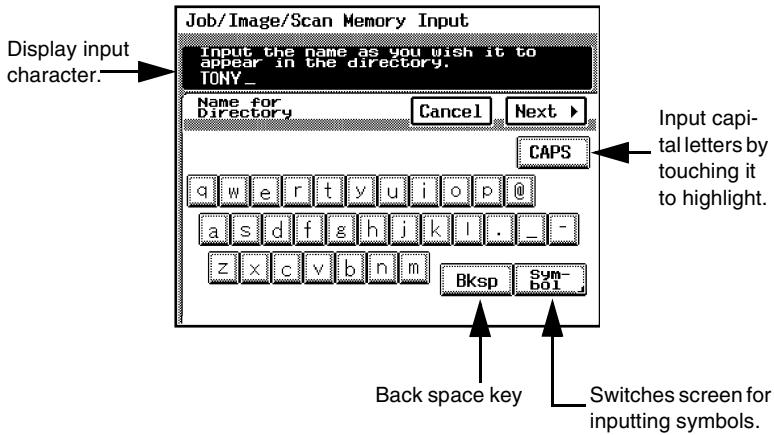 Job/Image/Scan Memory Input
Display input
character.
Input the name as you wish it to
appear in the directory.
TONY_
Name for
Directory
Cancel
Next ▶
CAPS
Input capi-
tal letters by
touching it
to highlight.
q w e r t y u i o p @
a s d f g h j k l . _ -
z x c v b n m
Bksp
Sym-
bol
Back space key
Switches screen for
inputting symbols.